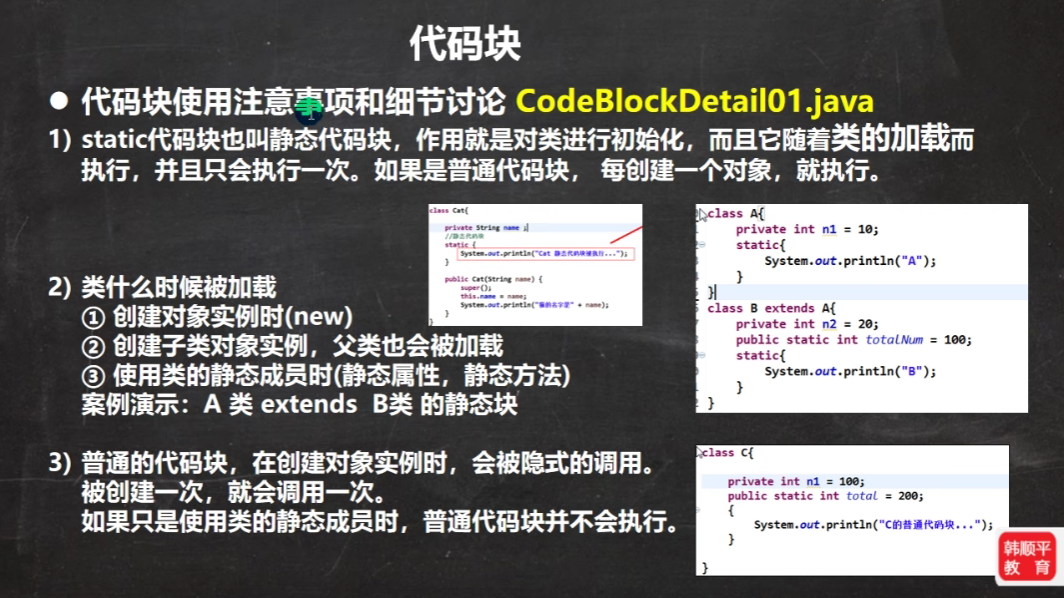 代码块
● 代码块使用注意事项和细节讨论 CodeBlockDetail01.java
1) static代码块也叫静态代码块，作用就是对类进行初始化，而且它随着类的加载而
执行，并且只会执行一次。如果是普通代码块， 每创建一个对象，就执行。
class Cat{
private String name ;
//静态代码块
static {
System.out.println("Cat 静态代码块被执行...");
}
public Cat(String name) {
super();
this.name = name;
System.out.println("猫的名字是" + name);
}
}
class A{
private int n1 = 10;
static{
System.out.println("A");
}
}
class B extends A{
private int n2 = 20;
public static int totalNum = 100;
static{
System.out.println("B");
}
}
2) 类什么时候被加载
① 创建对象实例时(new)
② 创建子类对象实例，父类也会被加载
③ 使用类的静态成员时(静态属性，静态方法)
案例演示：A 类 extends B类 的静态块
3) 普通的代码块，在创建对象实例时，会被隐式的调用。
被创建一次，就会调用一次。
如果只是使用类的静态成员时，普通代码块并不会执行。
class C{
private int n1 = 100;
public static int total = 200;
{
System.out.println("C的普通代码块...");
}
}
韩顺平
教 育